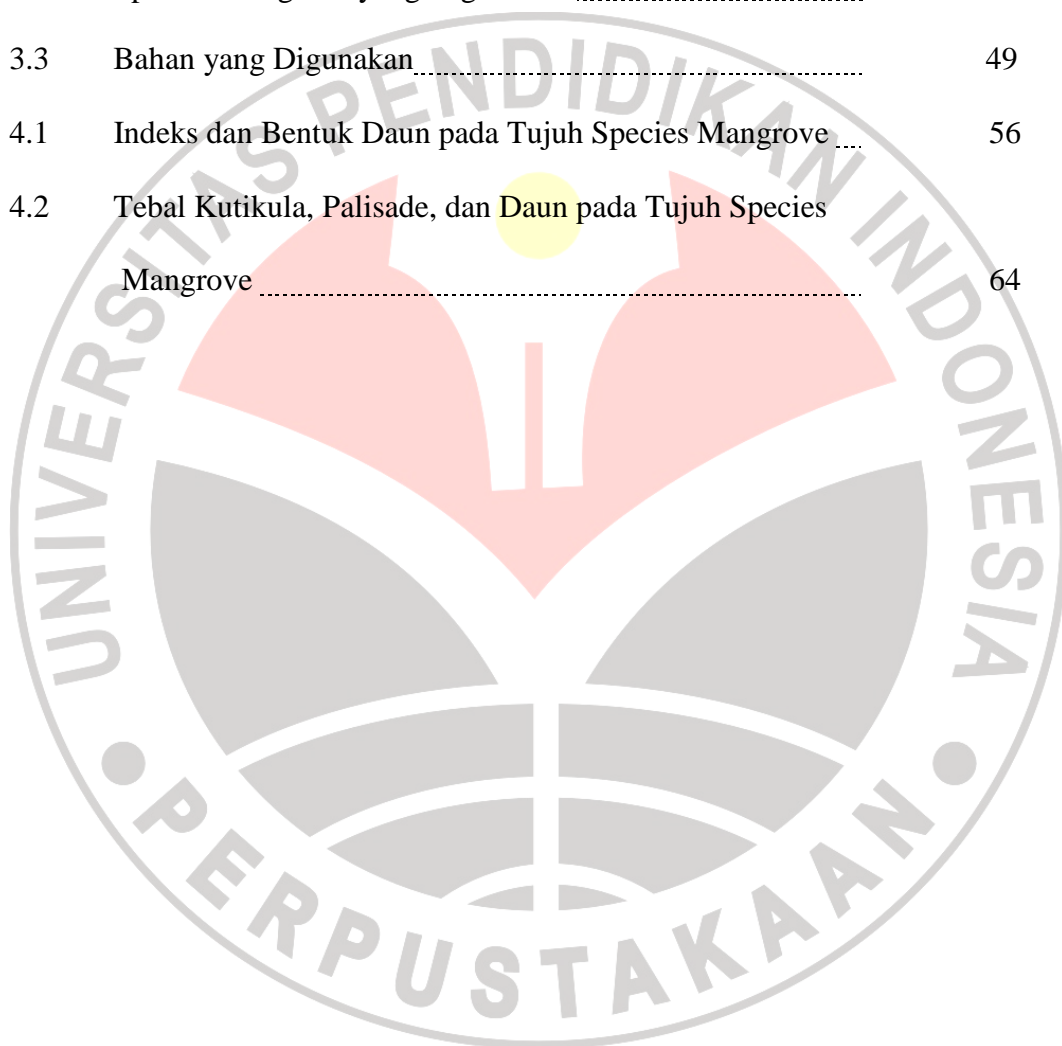 3.3 Bahan yang Digunakan 49
4.1 Indeks dan Bentuk Daun pada Tujuh Species Mangrove 56
4.2 Tebal Kutikula, Palisade, dan Daun pada Tujuh Species
Mangrove 64
UNIVERSITAS PENDIDIKAN INDONESIA
PERPUSTAKAAN